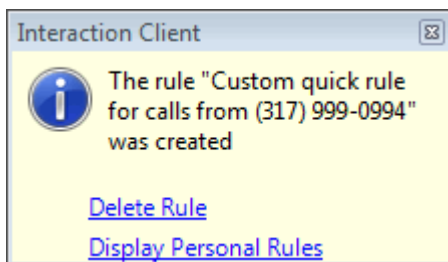 Interaction Client
The rule "Custom quick rule
for calls from (317) 999-0994"
was created
Delete Rule
Display Personal Rules